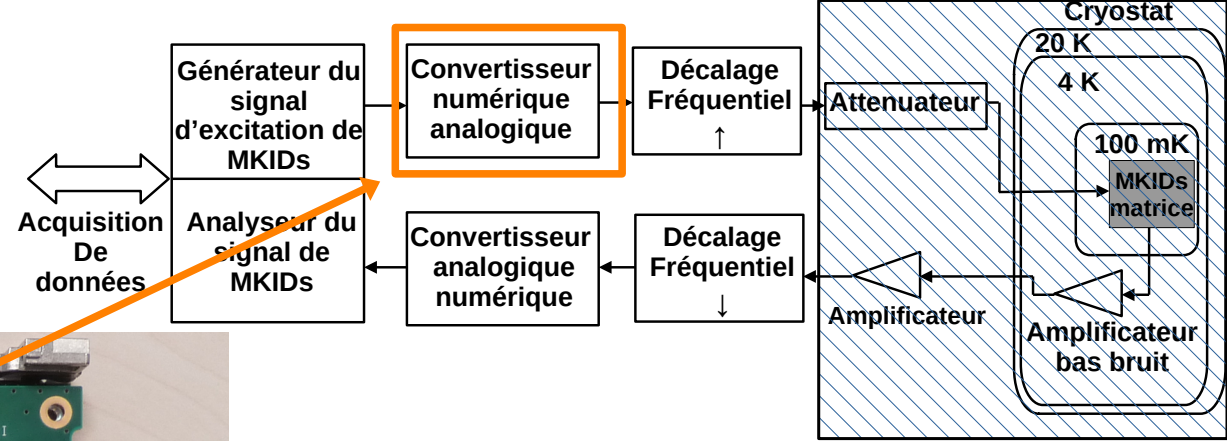 Générateur du
signal
d'excitation de
MKIDs
Convertisseur
numérique
analogique
Décalage
Fréquentiel
↑
Attenuateur
Cryostat
20 K
4 K
100 mK
MKIDs
matrice
Acquisition
De
données
Analyseur du
signal de
MKIDs
Convertisseur
analogique
numérique
Décalage
Fréquentiel
↓
Amplificateur
Amplificateur
bas bruit